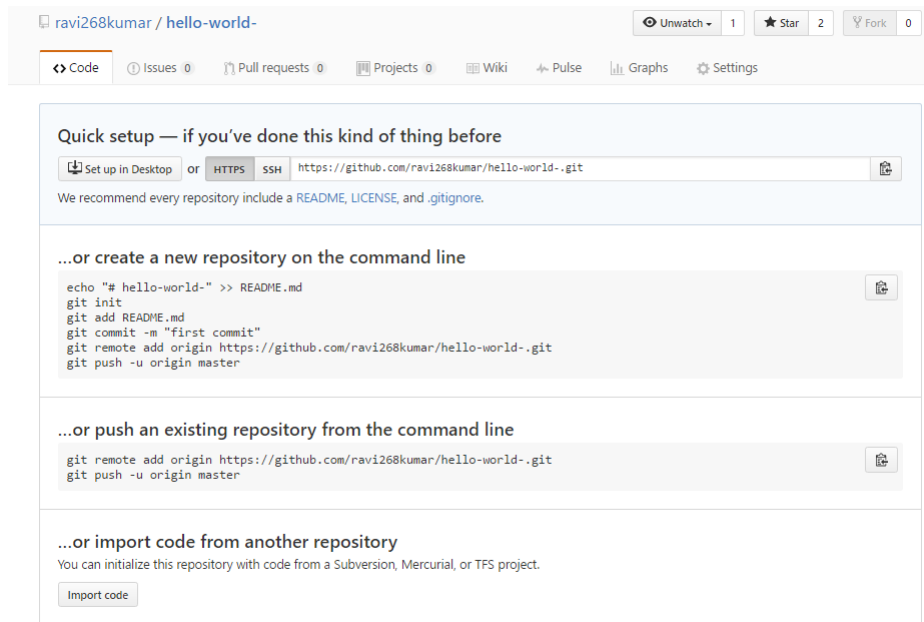 ravi268kumar / hello-world-
Unwatch 1 Star 2 Fork 0
Code Issues 0 Pull requests 0 Projects 0 Wiki Pulse Graphs Settings
Quick setup — if you’ve done this kind of thing before
Set up in Desktop or HTTPS SSH https://github.com/ravi268kumar/hello-world-.git
We recommend every repository include a README, LICENSE, and .gitignore.
…or create a new repository on the command line
echo "# hello-world-" >> README.md
git init
git add README.md
git commit -m "first commit"
git remote add origin https://github.com/ravi268kumar/hello-world-.git
git push -u origin master
…or push an existing repository from the command line
git remote add origin https://github.com/ravi268kumar/hello-world-.git
git push -u origin master
…or import code from another repository
You can initialize this repository with code from a Subversion, Mercurial, or TFS project.
Import code